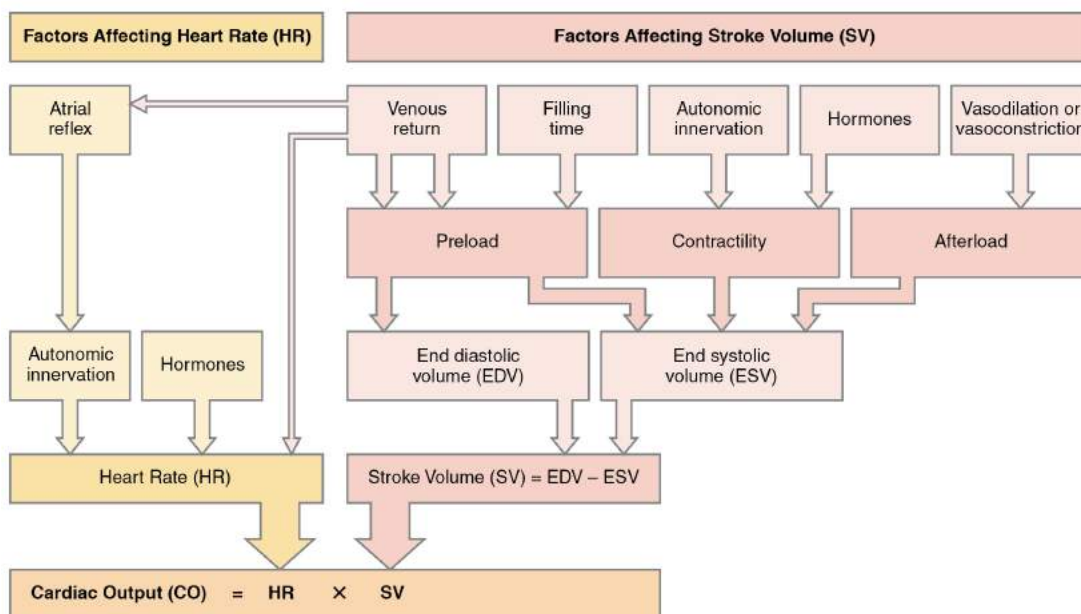 Factors Affecting Heart Rate (HR)
Factors Affecting Stroke Volume (SV)
Atrial
reflex
Venous
return
Filling
time
Autonomic
innervation
Hormones
Vasodilation or
vasoconstriction
Preload
Contractility
Afterload
Autonomic
innervation
Hormones
End diastolic
volume (EDV)
End systolic
volume (ESV)
Heart Rate (HR)
Stroke Volume (SV) = EDV – ESV
Cardiac Output (CO) = HR × SV